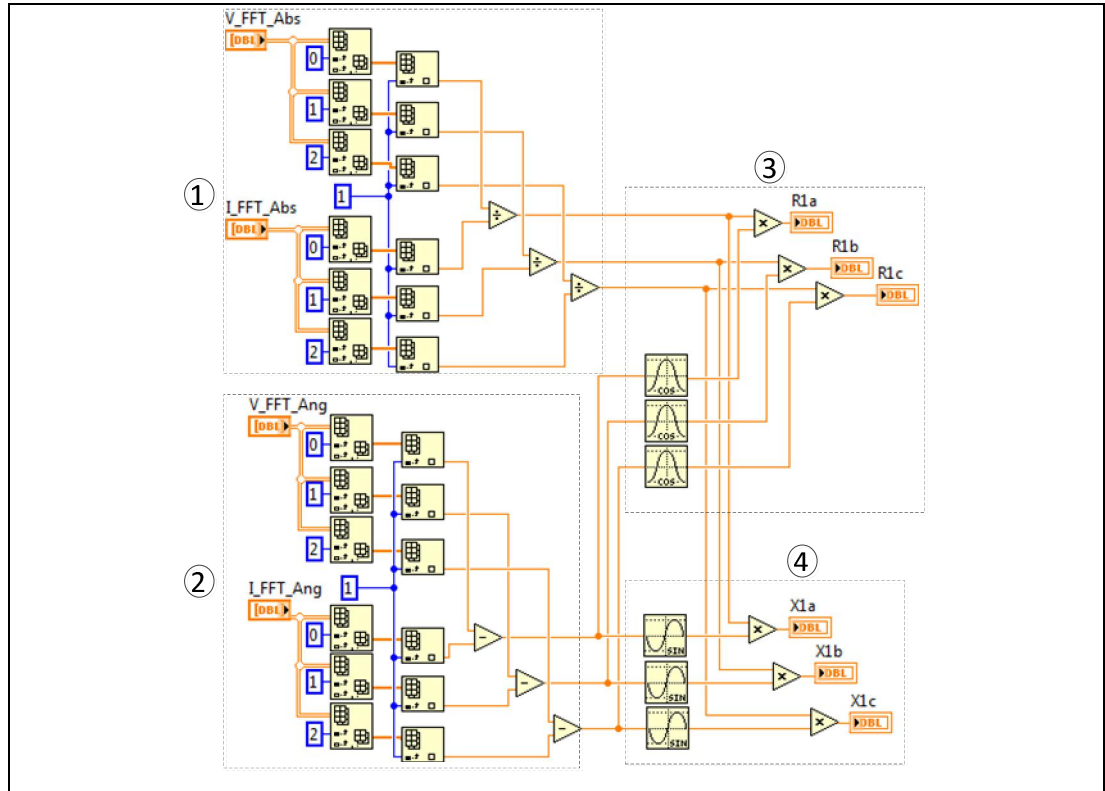 V_FFT_Abs
[DBL]
0
1
2
1
①
I_FFT_Abs
[DBL]
0
1
2
÷
÷
÷
③
R1a
×
DBL
R1b
×
DBL
R1c
×
DBL
COS
COS
COS
V_FFT_Ang
[DBL]
0
1
2
1
②
I_FFT_Ang
[DBL]
0
1
2
−
−
−
④
X1a
SIN
×
DBL
X1b
SIN
×
DBL
X1c
SIN
×
DBL